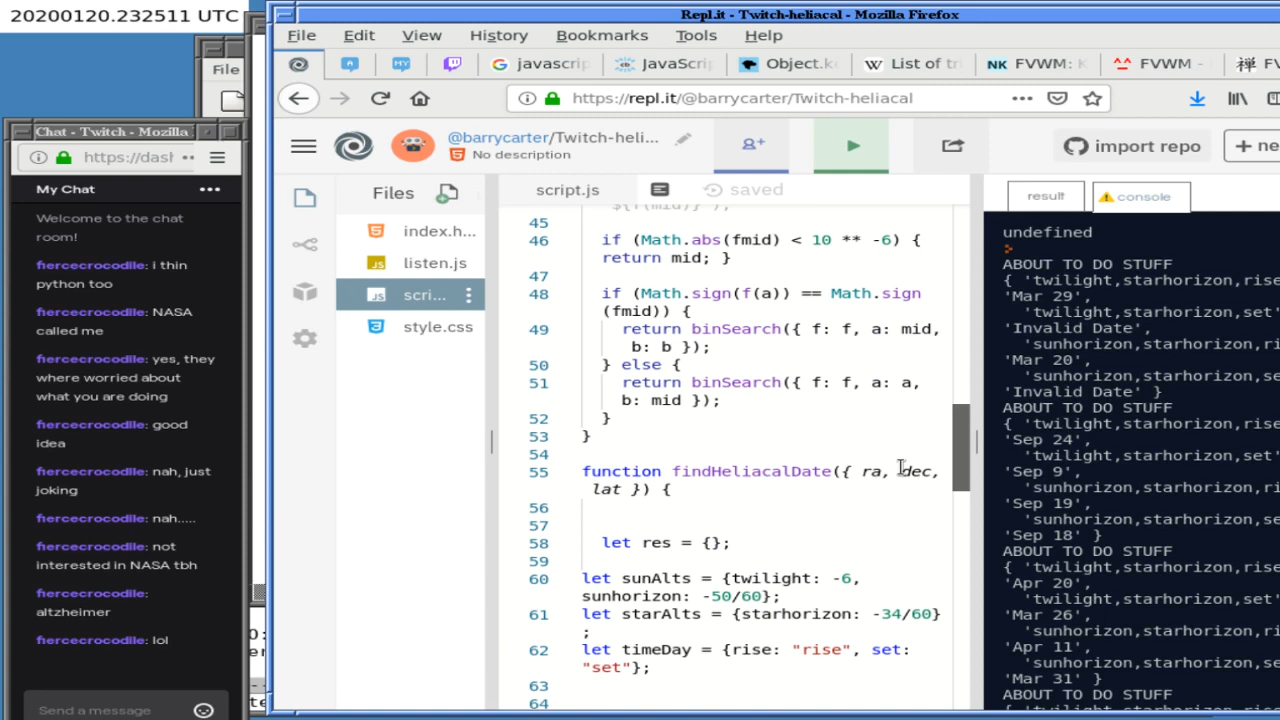 20200120.232511 UTC
Repl.it - Twitch-heliacal - Mozilla Firefox
File Edit View History Bookmarks Tools Help
javascrip JavaScri Object.k List of tr FVWM: K FVWM -
https://repl.it/@barrycarter/Twitch-heliacal
@barrycarter/Twitch-heli...
No description
import repo
+ ne
File
Chat - Twitch - Mozilla
https://dasl
My Chat
Welcome to the chat
room!
fiercecrocodile: i thin
python too
fiercecrocodile: NASA
called me
fiercecrocodile: yes, they
where worried about
what you are doing
fiercecrocodile: good
idea
fiercecrocodile: nah, just
joking
fiercecrocodile: nah.....
fiercecrocodile: not
interested in NASA tbh
fiercecrocodile:
altzheimer
fiercecrocodile: lol
Send a message
Files
index.h...
listen.js
scri...
style.css
script.js
saved
${f(mid)}`);
45
46 if (Math.abs(fmid) < 10 ** -6) {
return mid; }
47
48 if (Math.sign(f(a)) == Math.sign
(fmid)) {
49 return binSearch({ f: f, a: mid,
b: b });
50 } else {
51 return binSearch({ f: f, a: a,
b: mid });
52 }
53 }
54
55 function findHeliacalDate({ ra, dec,
lat }) {
56
57
58 let res = {};
59
60 let sunAlts = {twilight: -6,
sunhorizon: -50/60};
61 let starAlts = {starhorizon: -34/60}
;
62 let timeDay = {rise: "rise", set:
"set"};
63
64
result console
undefined
>
ABOUT TO DO STUFF
{ 'twilight,starhorizon,rise
'Mar 29',
'twilight,starhorizon,set'
'Invalid Date',
'sunhorizon,starhorizon,ri
'Mar 20',
'sunhorizon,starhorizon,se
'Invalid Date' }
ABOUT TO DO STUFF
{ 'twilight,starhorizon,rise
'Sep 24',
'twilight,starhorizon,set'
'Sep 9',
'sunhorizon,starhorizon,ri
'Sep 19',
'sunhorizon,starhorizon,se
'Sep 18' }
ABOUT TO DO STUFF
{ 'twilight,starhorizon,rise
'Apr 20',
'twilight,starhorizon,set'
'Mar 26',
'sunhorizon,starhorizon,ri
'Apr 11',
'sunhorizon,starhorizon,se
'Mar 31' }
ABOUT TO DO STUFF